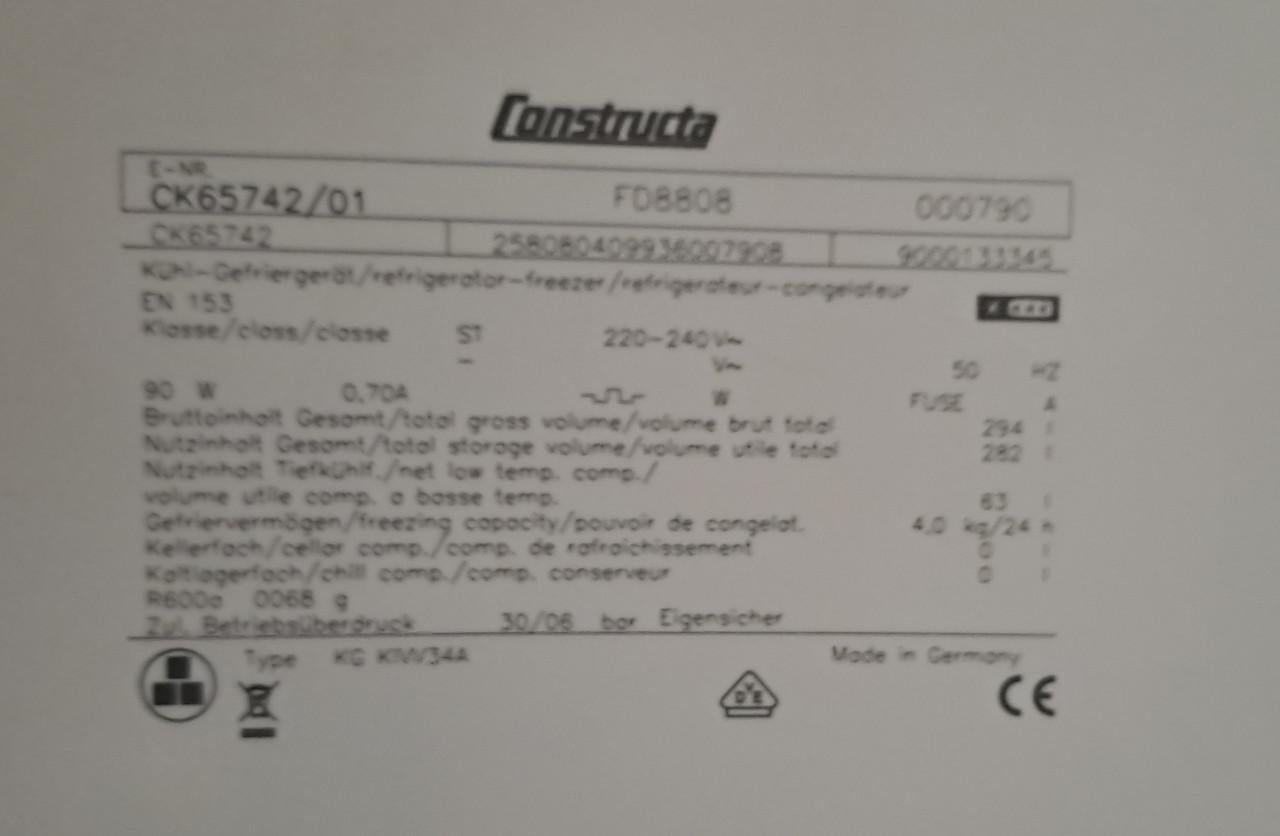 Constructa
E-NR.
CK65742/01 FD8808 000790
CK65742 258080409936007908 9000133345
Kühl-Gefriergerät/refrigerator-freezer/refrigerateur-congelateur
EN 153
Klasse/class/classe ST 220-240V~
- V~ 50 HZ
90 W 0.70A W FUSE A
Bruttoinhalt Gesamt/total gross volume/volume brut total 294 l
Nutzinhalt Gesamt/total storage volume/volume utile total 282 l
Nutzinhalt Tiefkühlf./net low temp. comp./
volume utile comp. a basse temp. 63 l
Gefriervermögen/freezing capacity/pouvoir de congelat. 4.0 kg/24 h
Kellerfach/cellar comp./comp. de rafraichissement 0 l
Kaltlagerfach/chill comp./comp. conserveur 0 l
R600a 0068 g
Zul. Betriebsüberdruck 30/06 bar Eigensicher
Type KG Made in Germany
DVE
CE